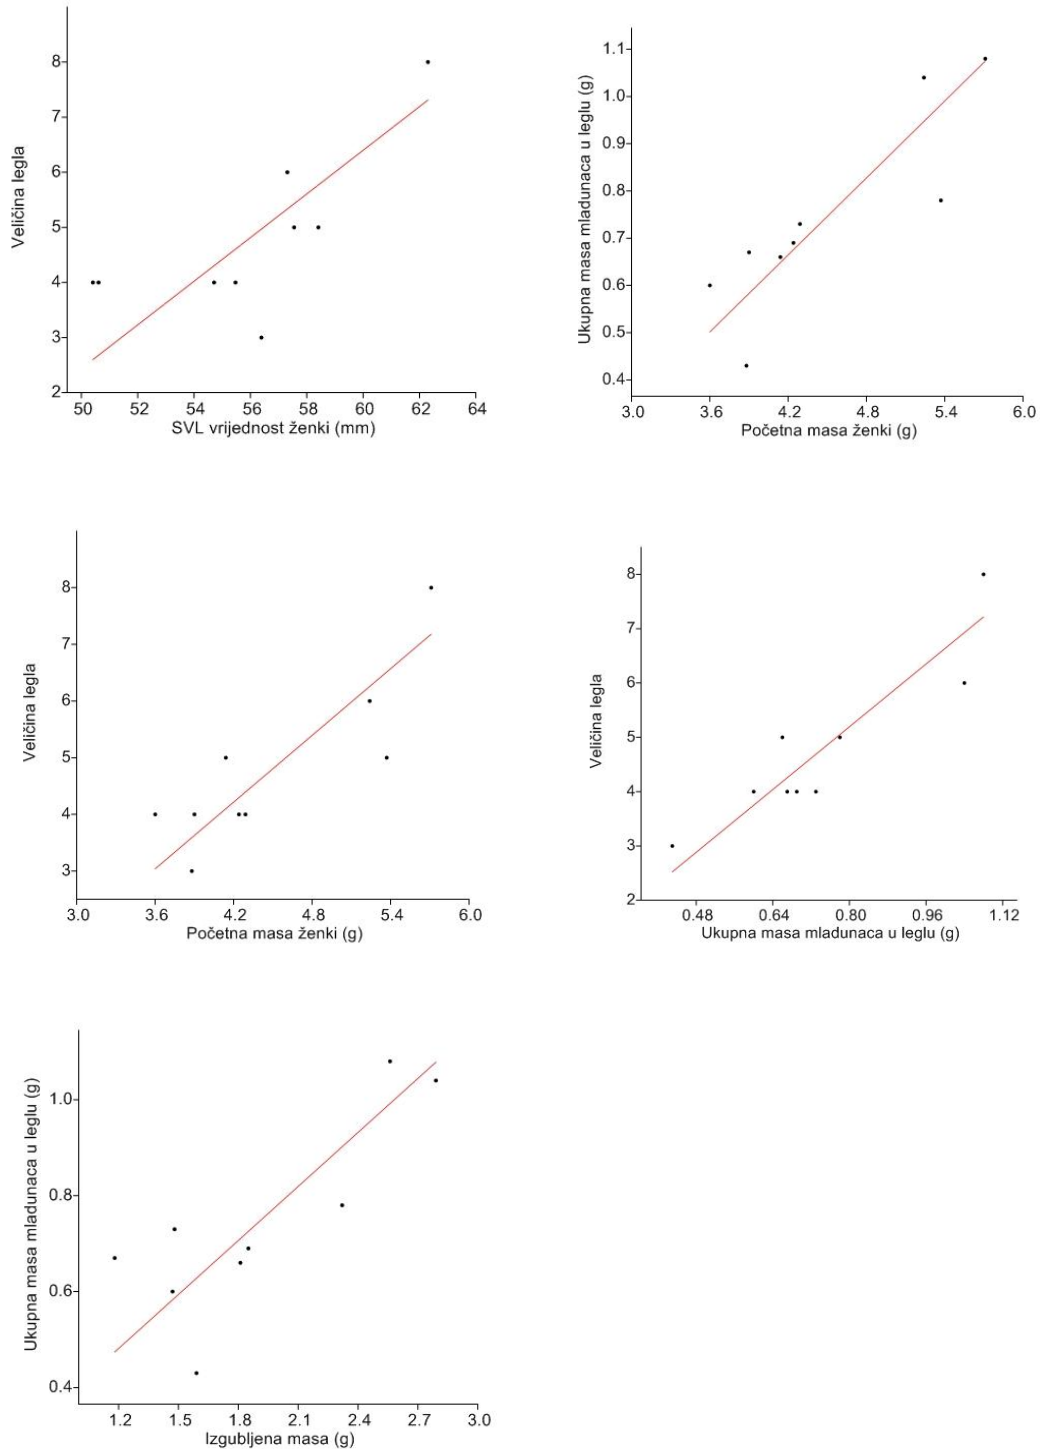 8
7
6
5
4
3
2
Veličina legla
50 52 54 56 58 60 62 64
SVL vrijednost ženki (mm)
1.1
1.0
0.9
0.8
0.7
0.6
0.5
0.4
Ukupna masa mladunaca u leglu (g)
3.0 3.6 4.2 4.8 5.4 6.0
Početna masa ženki (g)
8
7
6
5
4
3
Veličina legla
3.0 3.6 4.2 4.8 5.4 6.0
Početna masa ženki (g)
8
7
6
5
4
3
2
Veličina legla
0.48 0.64 0.80 0.96 1.12
Ukupna masa mladunaca u leglu (g)
1.0
0.8
0.6
0.4
Ukupna masa mladunaca u leglu (g)
1.2 1.5 1.8 2.1 2.4 2.7 3.0
Izgubljena masa (g)